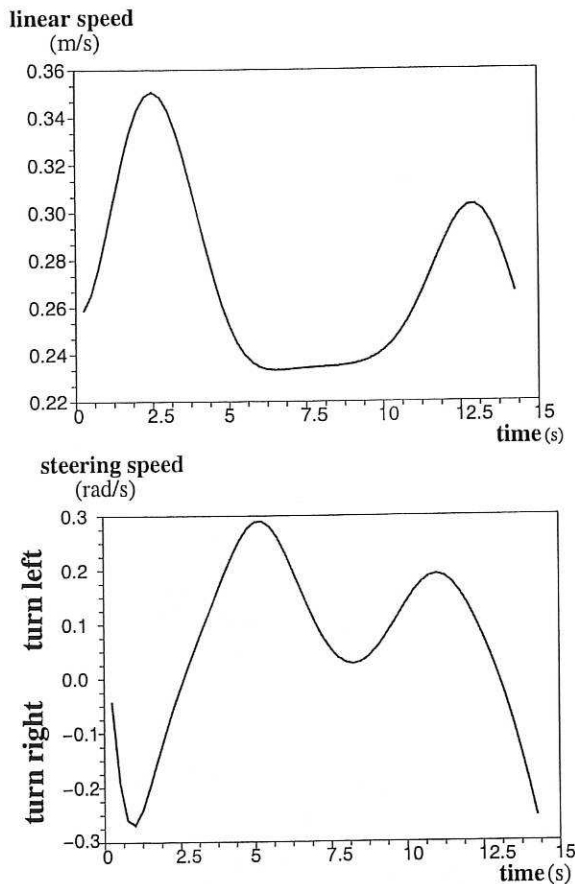 linear speed
(m/s)
0.36
0.34
0.30
0.26
0.24
0.22
0 2.5 5 7.5 10 12.5 15
time (s)
steering speed
(rad/s)
0.3
0.2
0.1
0.0
−0.1
−0.2
−0.3
turn left
turn right
0 2.5 5 7.5 10 12.5 15
time (s)